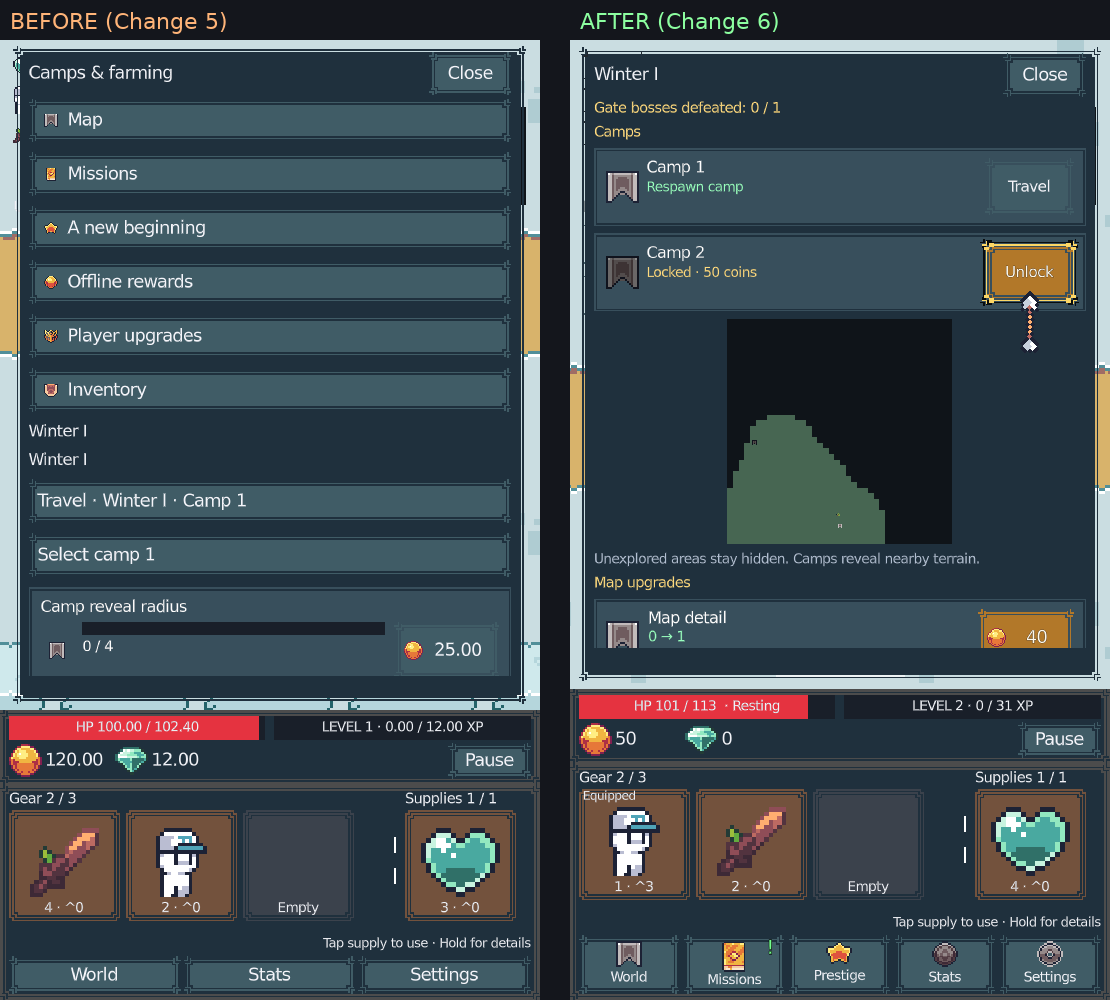 BEFORE (Change 5)
Camps & farming
Close
Map
Missions
A new beginning
Offline rewards
Player upgrades
Inventory
Winter I
Winter I
Travel · Winter I · Camp 1
Select camp 1
Camp reveal radius
0 / 4
25.00
HP 100.00 / 102.40
LEVEL 1 · 0.00 / 12.00 XP
120.00
12.00
Pause
Gear 2 / 3
Supplies 1 / 1
4 · ^0
2 · ^0
Empty
3 · ^0
Tap supply to use · Hold for details
World
Stats
Settings
AFTER (Change 6)
Winter I
Close
Gate bosses defeated: 0 / 1
Camps
Camp 1
Respawn camp
Travel
Camp 2
Locked · 50 coins
Unlock
Unexplored areas stay hidden. Camps reveal nearby terrain.
Map upgrades
Map detail
0 → 1
40
HP 101 / 113 · Resting
LEVEL 2 · 0 / 31 XP
50
0
Pause
Gear 2 / 3
Supplies 1 / 1
Equipped
1 · ^3
2 · ^0
Empty
4 · ^0
Tap supply to use · Hold for details
World
Missions
!
Prestige
Stats
Settings